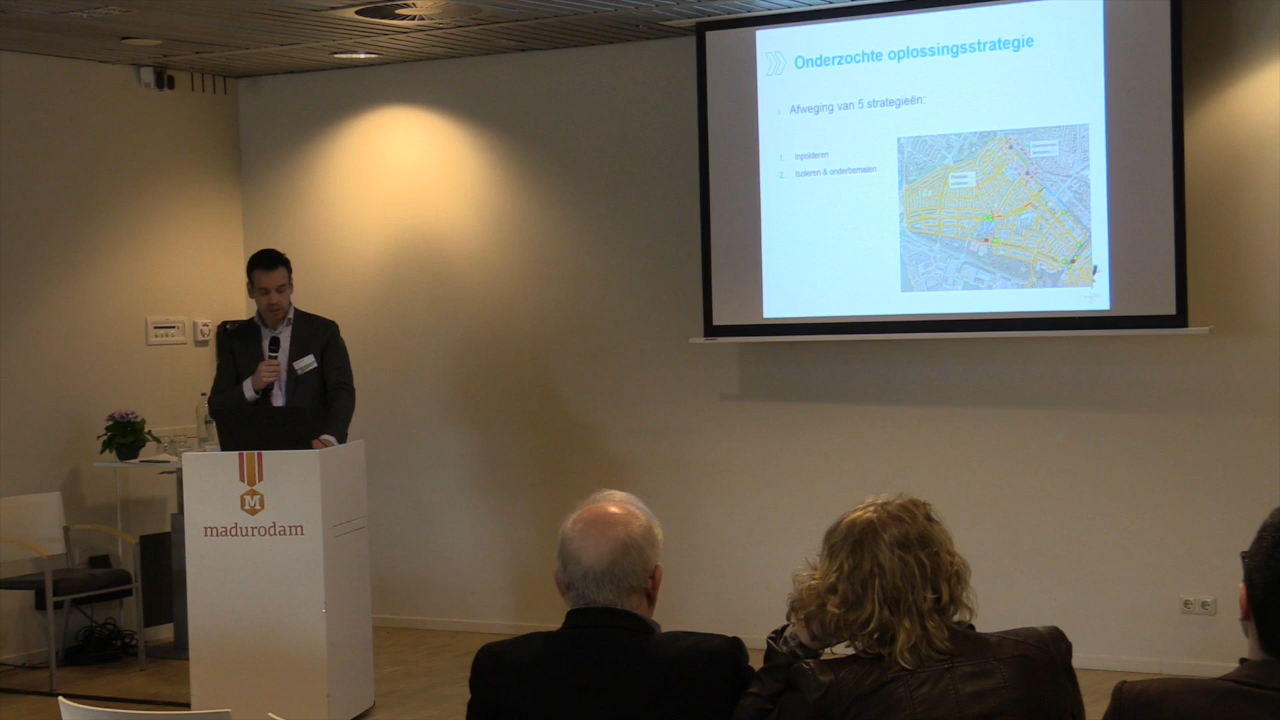 Onderzochte oplossingsstrategie
Afweging van 5 strategieën:
1. Inpolderen
2. Isoleren & onderbemalen
M
madurodam